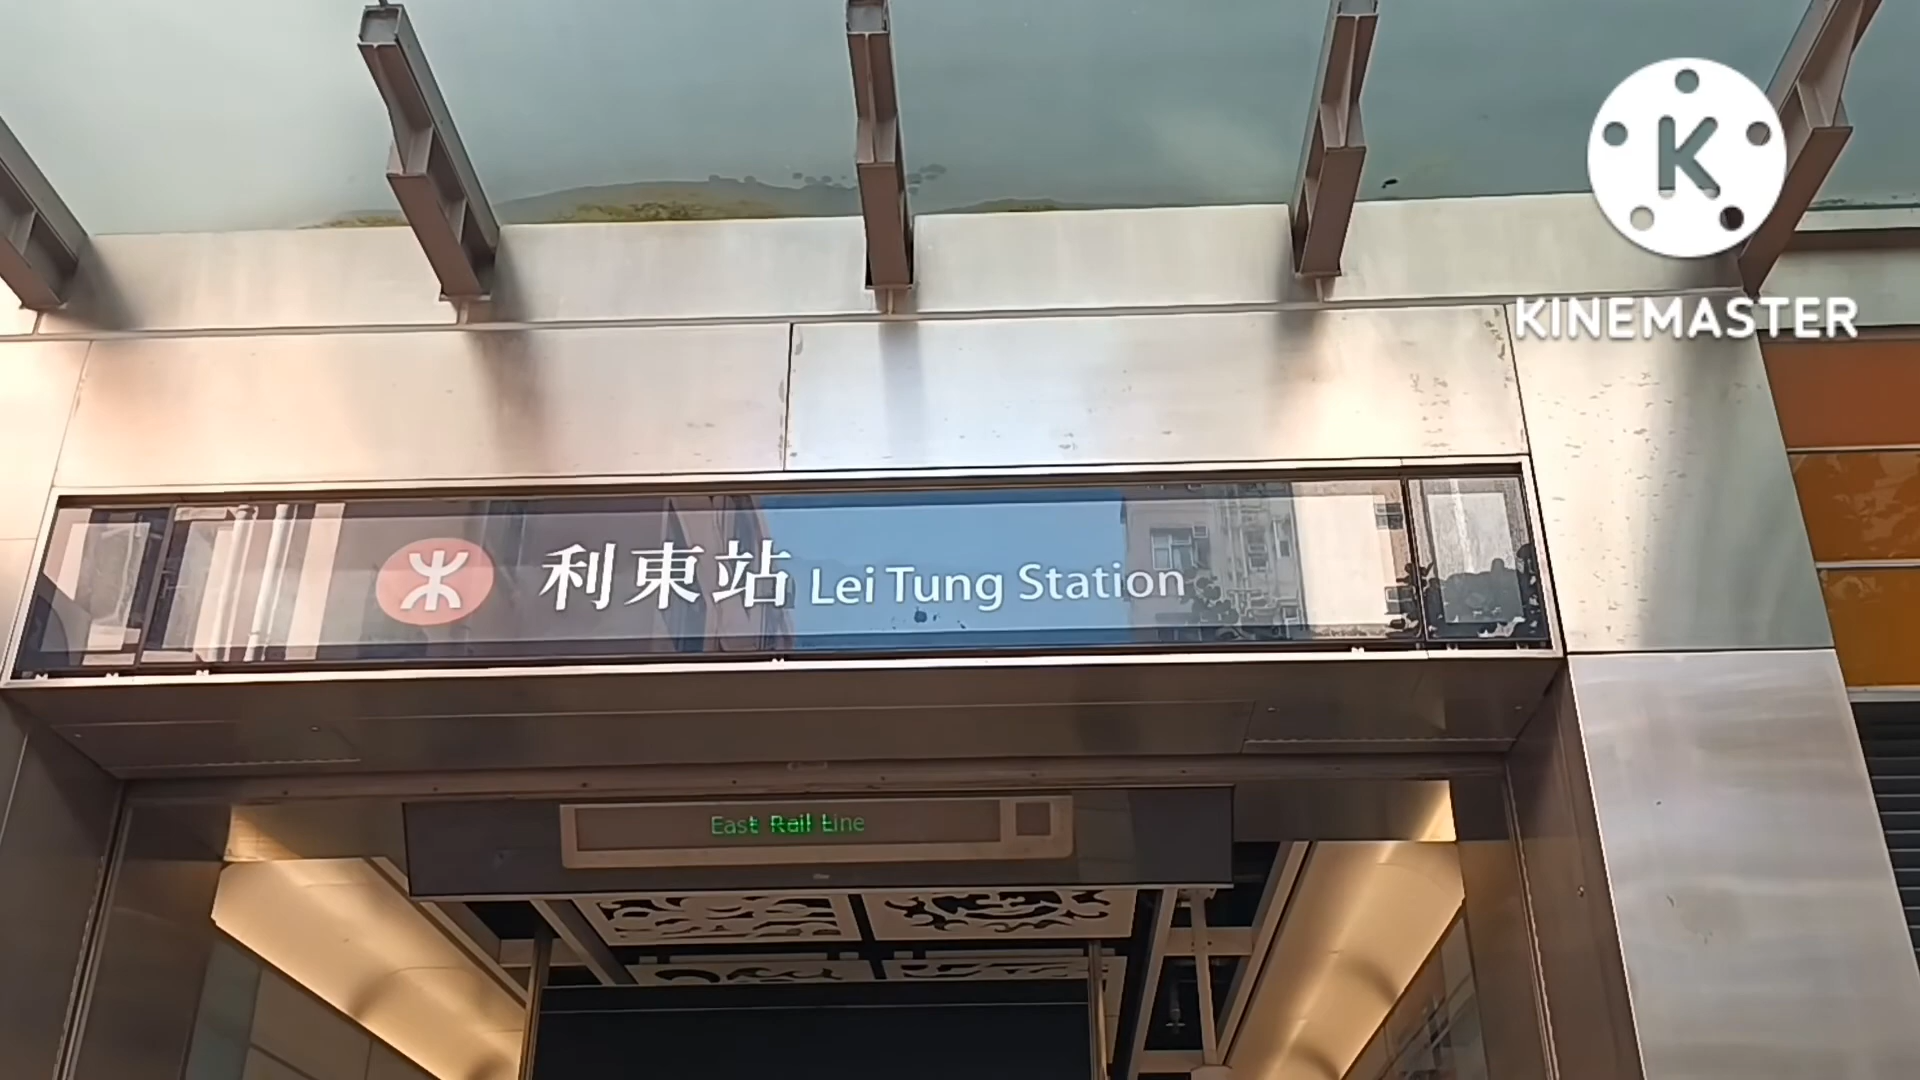 K
KINEMASTER
利東站 Lei Tung Station
East Rail Line